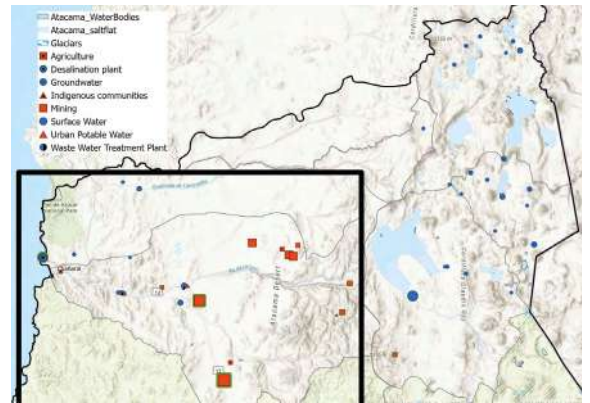 Atacama_WaterBodies
Atacama_saltflat
Glaciars
Agriculture
Desalination plant
Groundwater
Indigenous communities
Mining
Surface Water
Urban Potable Water
Waste Water Treatment Plant
Atacama Desert